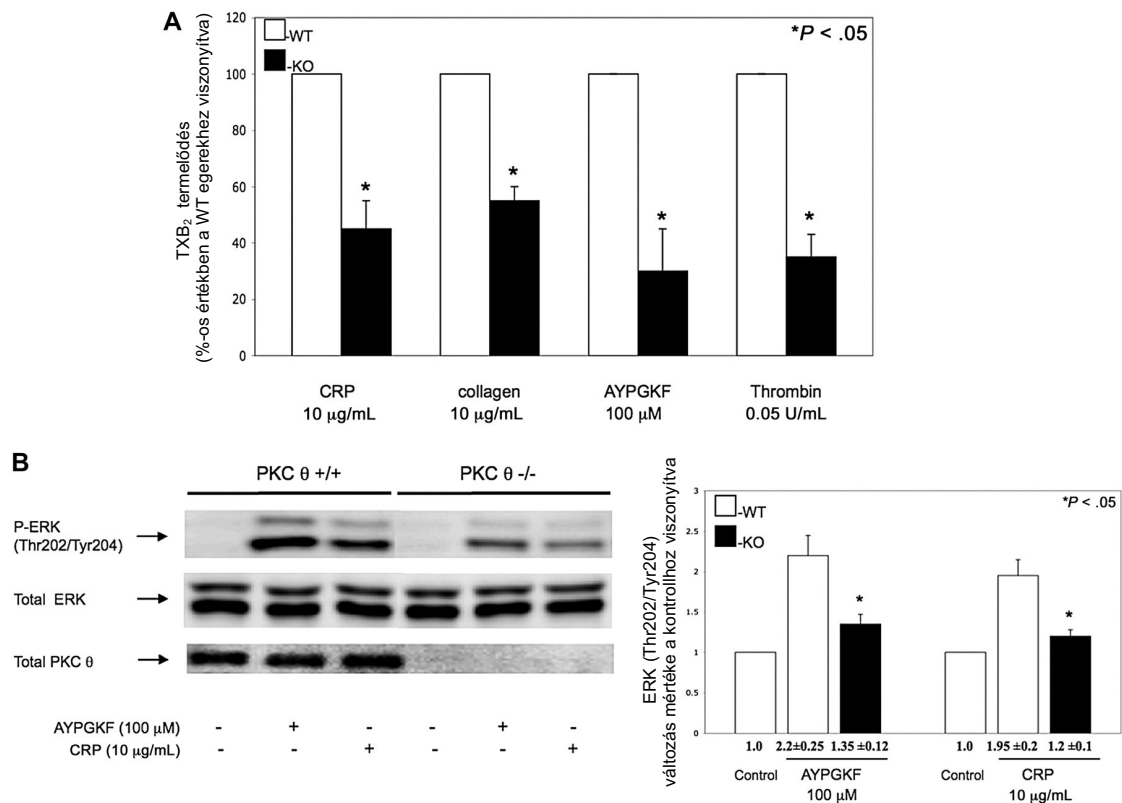 A
120
100
80
60
40
20
0
-WT
-KO
*P < .05
TXB2 termelődés
(%-os értékben a WT egerekhez viszonyítva)
*
*
*
*
CRP
10 μg/mL
collagen
10 μg/mL
AYPGKF
100 μM
Thrombin
0.05 U/mL
B
PKC θ +/+
PKC θ -/-
P-ERK
(Thr202/Tyr204)
Total ERK
Total PKC θ
AYPGKF (100 μM) - + - - + -
CRP (10 μg/mL) - - + - - +
ERK (Thr202/Tyr204)
változás mértéke a kontrollhoz viszonyítva
3
2.5
2
1.5
1
0.5
0
-WT
-KO
*P < .05
*
*
1.0 2.2±0.25 1.35 ±0.12 1.0 1.95 ±0.2 1.2 ±0.1
Control
AYPGKF
100 μM
Control
CRP
10 μg/mL